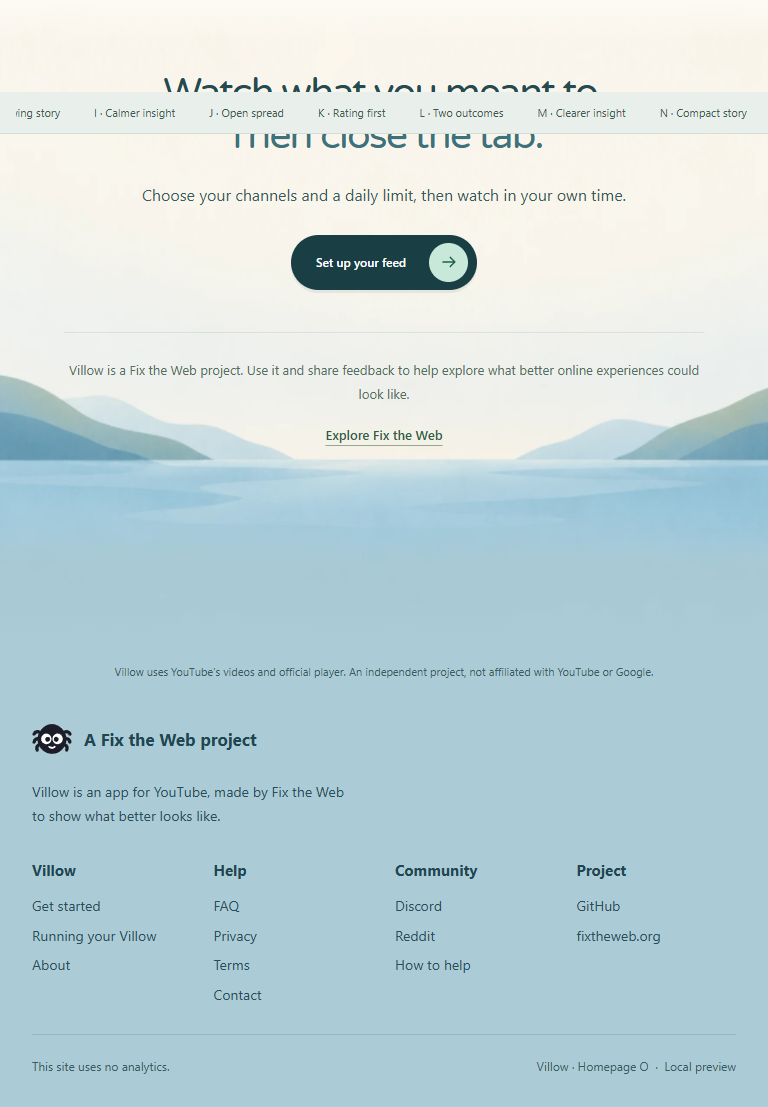 Watch what you meant to
ving story I · Calmer insight J · Open spread K · Rating first L · Two outcomes M · Clearer insight N · Compact story
Then close the tab.
Choose your channels and a daily limit, then watch in your own time.
Set up your feed →
Villow is a Fix the Web project. Use it and share feedback to help explore what better online experiences could
look like.
Explore Fix the Web
Villow uses YouTube's videos and official player. An independent project, not affiliated with YouTube or Google.
A Fix the Web project
Villow is an app for YouTube, made by Fix the Web
to show what better looks like.
Villow Help Community Project
Get started FAQ Discord GitHub
Running your Villow Privacy Reddit fixtheweb.org
About Terms How to help
Contact
This site uses no analytics. Villow · Homepage O · Local preview